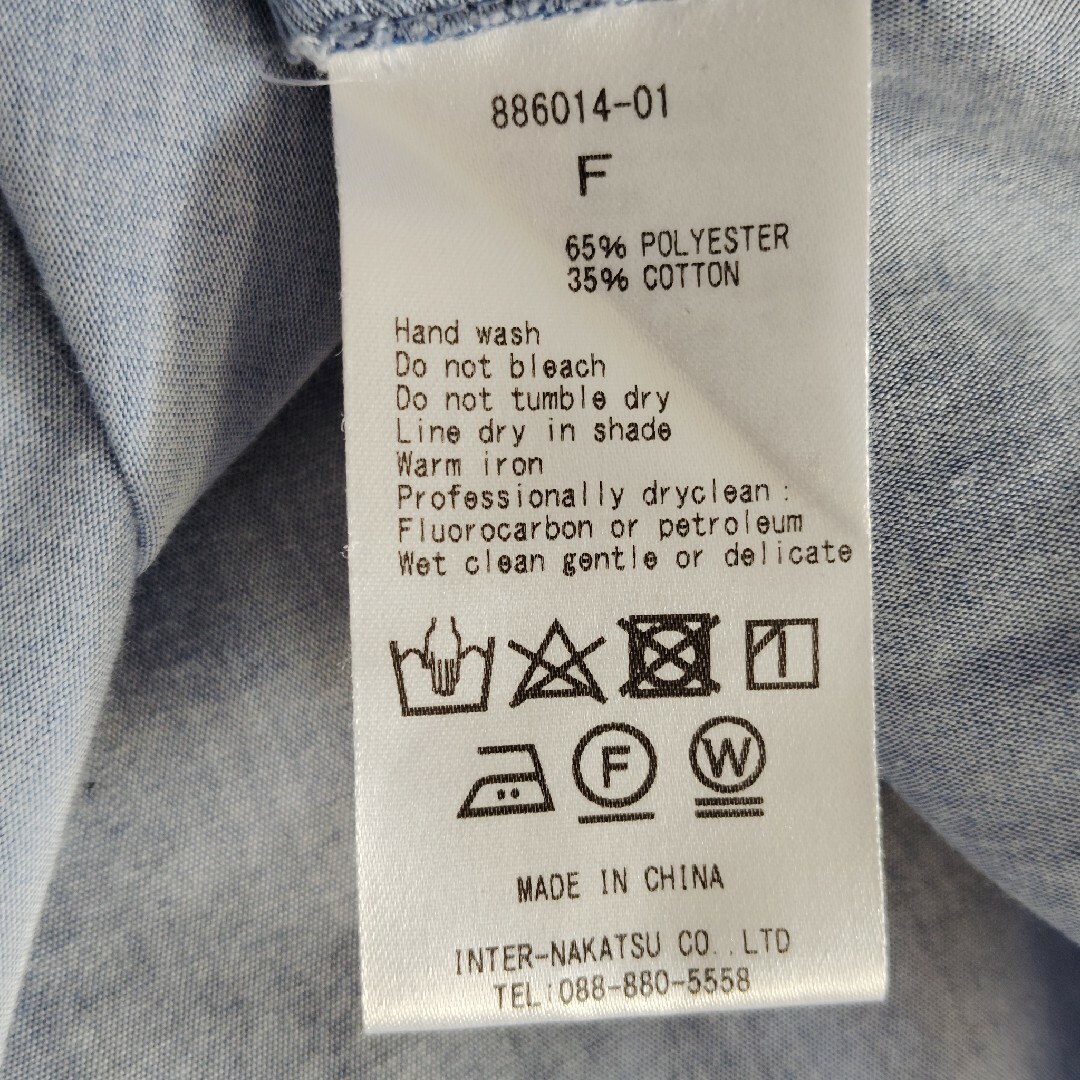 886014-01
F
65% POLYESTER
35% COTTON
Hand wash
Do not bleach
Do not tumble dry
Line dry in shade
Warm iron
Professionally dryclean:
Fluorocarbon or petroleum
Wet clean gentle or delicate
F W
MADE IN CHINA
INTER-NAKATSU CO.,LTD
TEL:088-880-5558